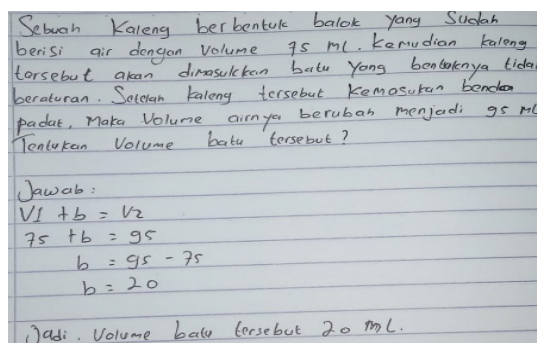 Sebuah Kaleng berbentuk balok yang Sudah
berisi air dengan Volume 75 ml. Kemudian kaleng
torsebut akan dimasukkan batu Yang bentuknya tida
beraturan. Setelah kaleng tersebut kemasukan benda
padat, Maka Volume airnya berubah menjadi 95 ml
Tentukan Volume batu tersebut?
Jawab:
V1 + b = V2
75 + b = 95
b = 95 - 75
b = 20
Jadi. Volume batu tersebut 20 ml.